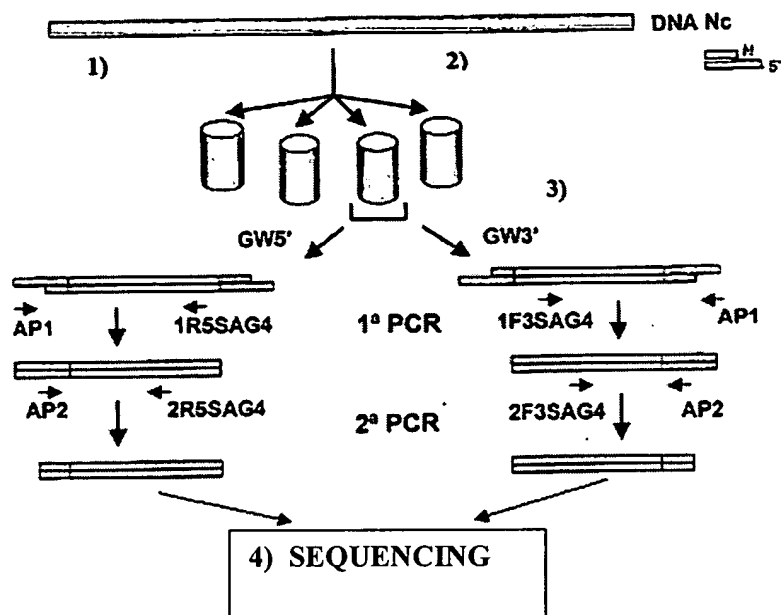 DNA Nc
1)
2)
N
5'
3)
GW5'
GW3'
AP1
1R5SAG4
1ª PCR
1F3SAG4
AP1
AP2
2R5SAG4
2ª PCR
2F3SAG4
AP2
4) SEQUENCING